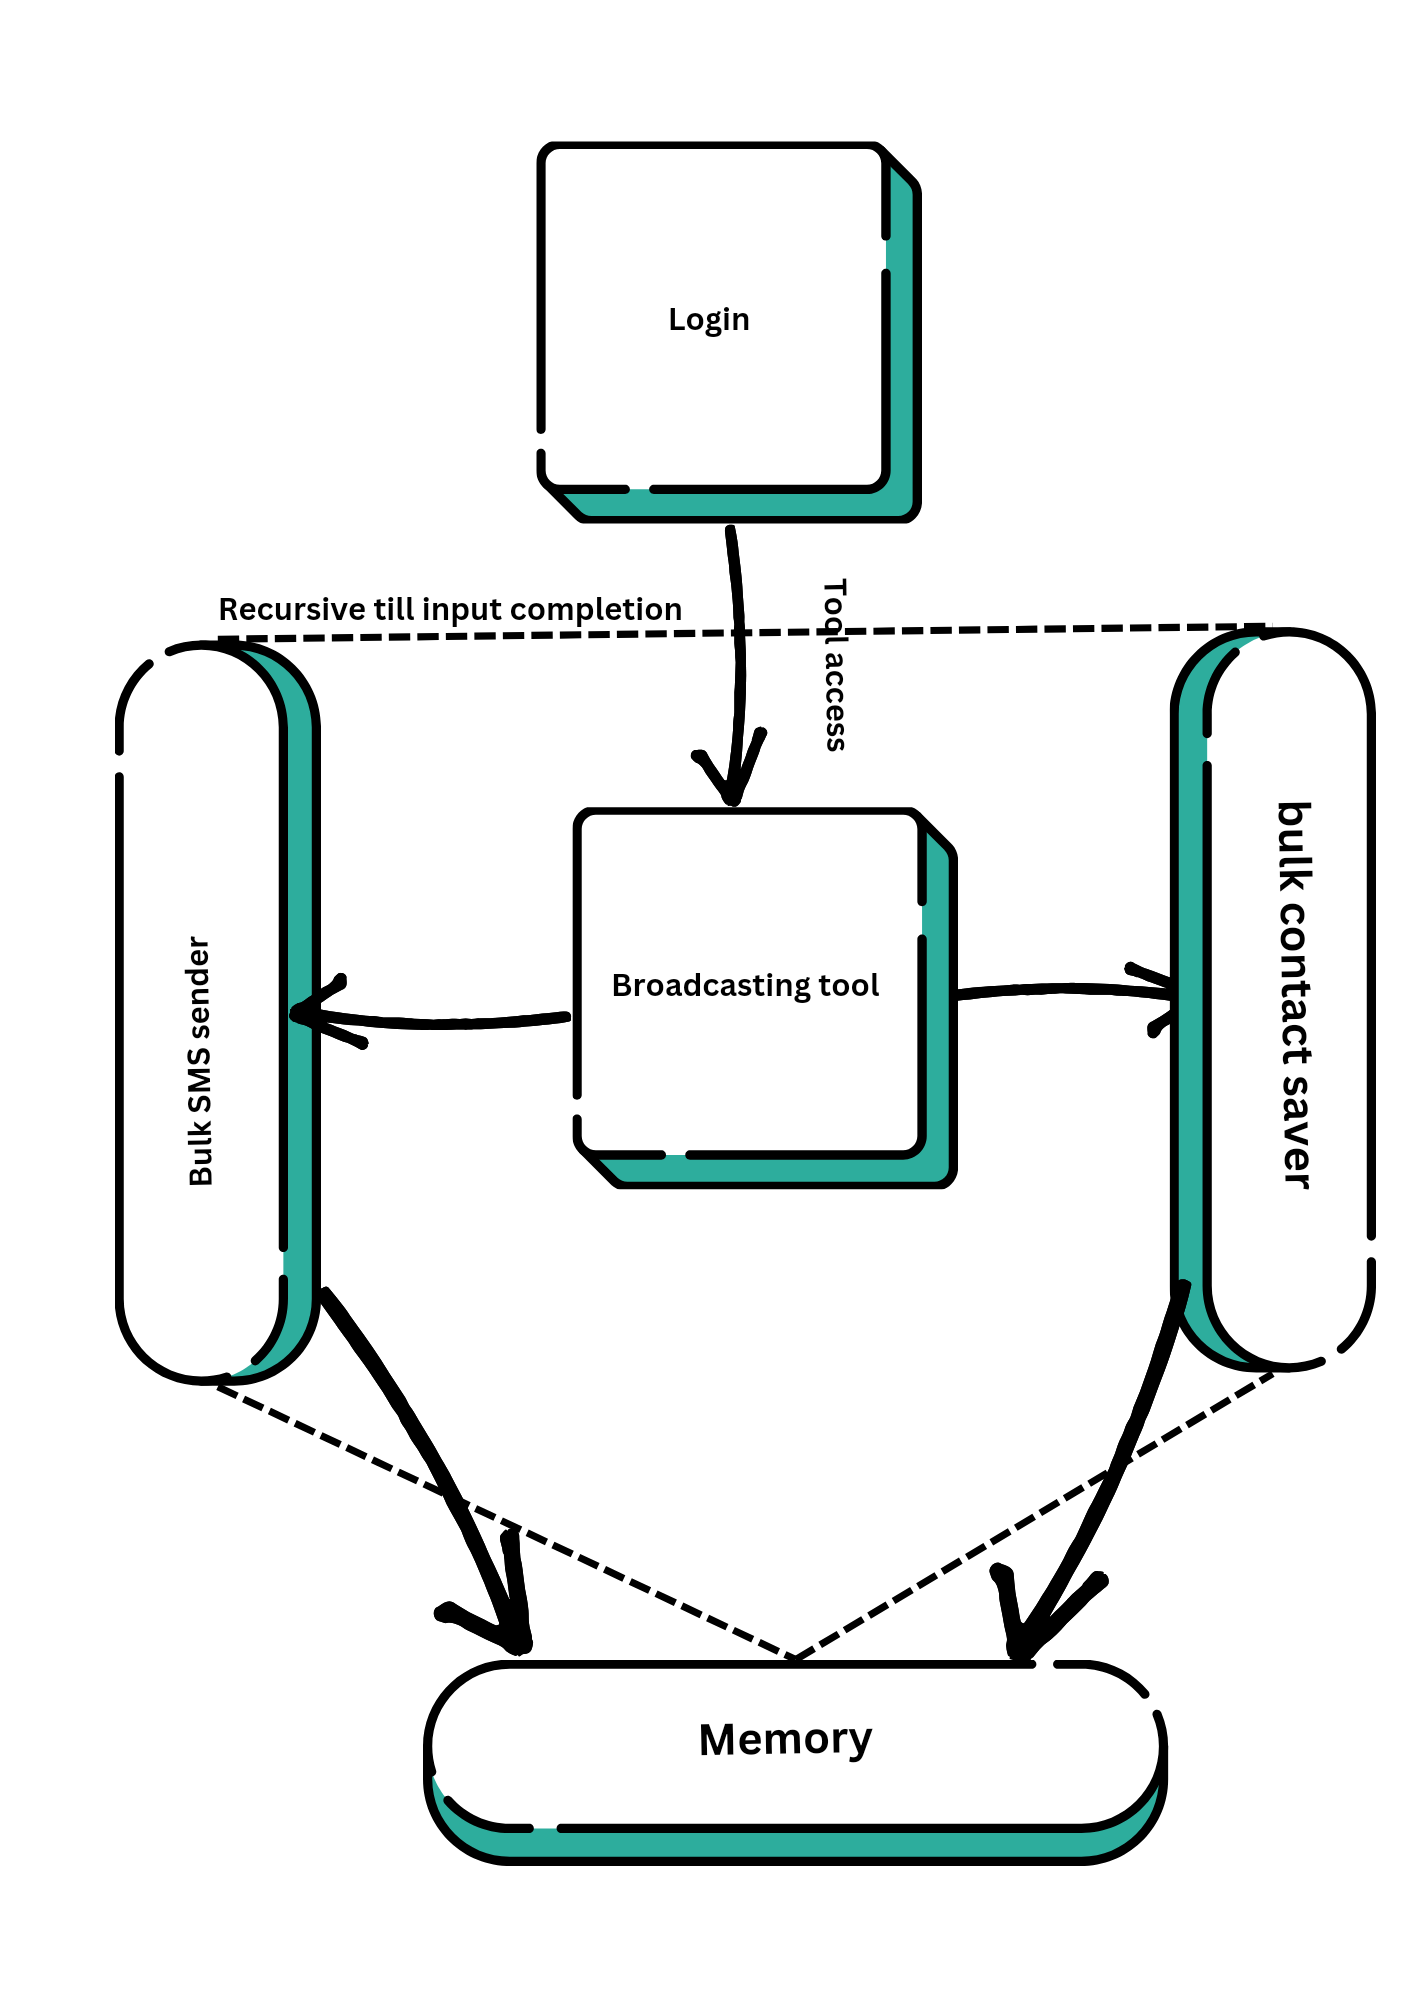 Login
Recursive till input completion
Tool access
Broadcasting tool
Bulk SMS sender
bulk contact saver
Memory